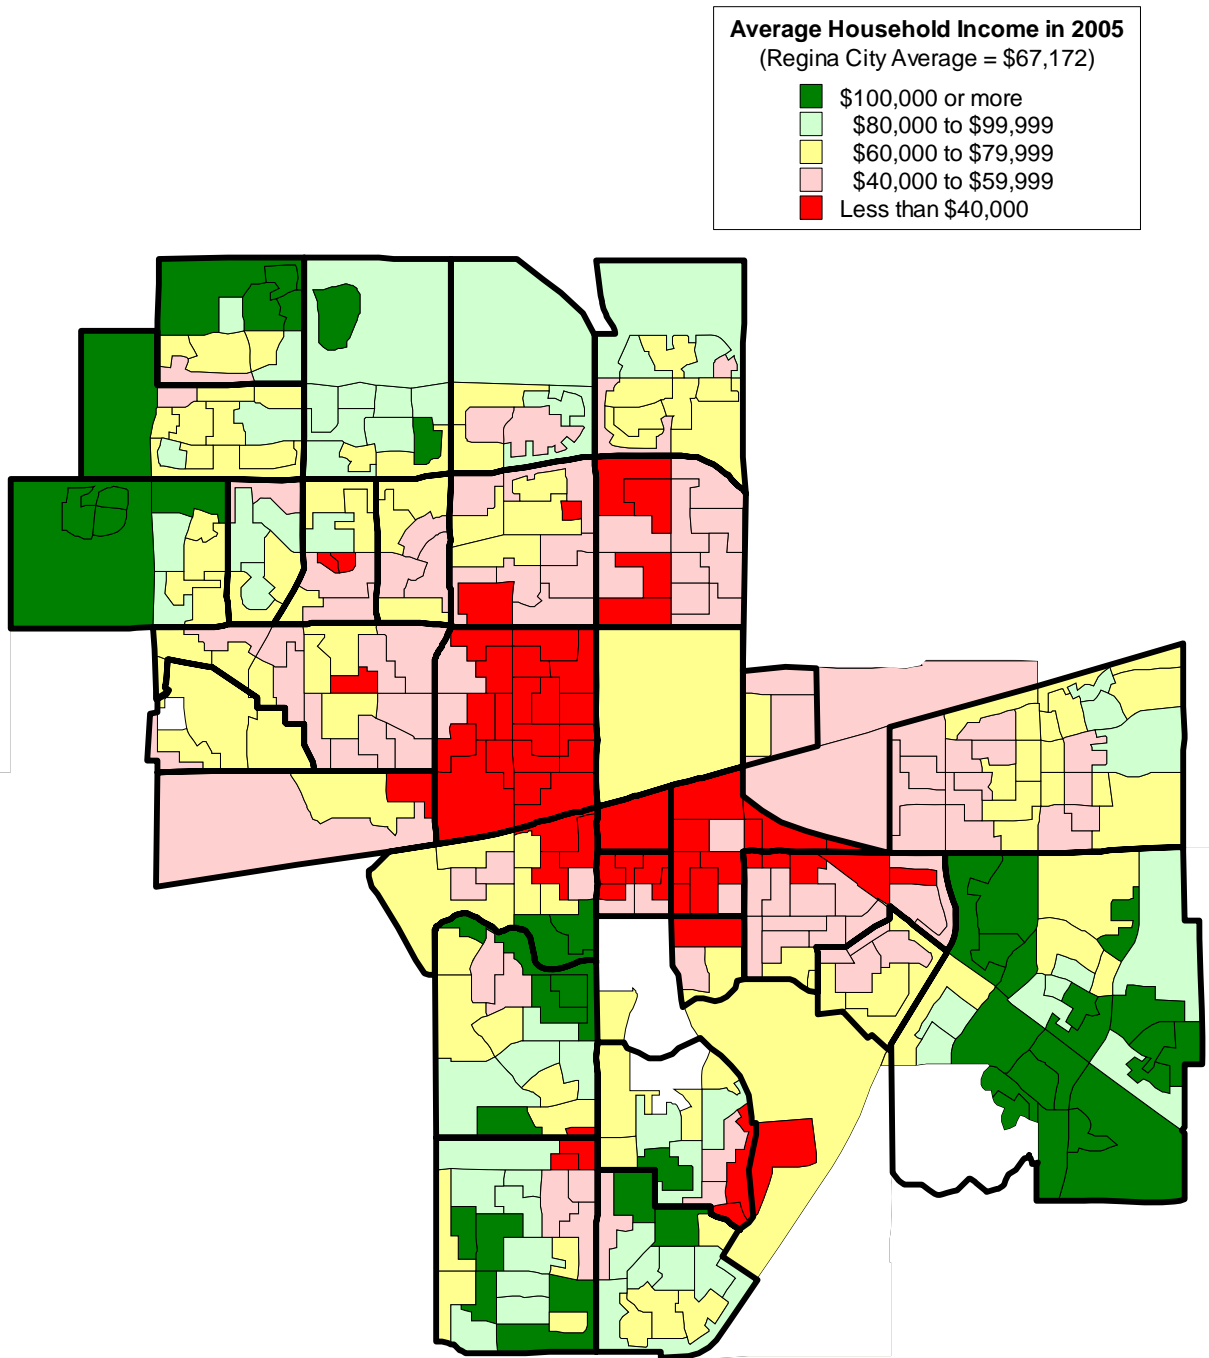 Average Household Income in 2005
(Regina City Average = $67,172)
$100,000 or more
$80,000 to $99,999
$60,000 to $79,999
$40,000 to $59,999
Less than $40,000